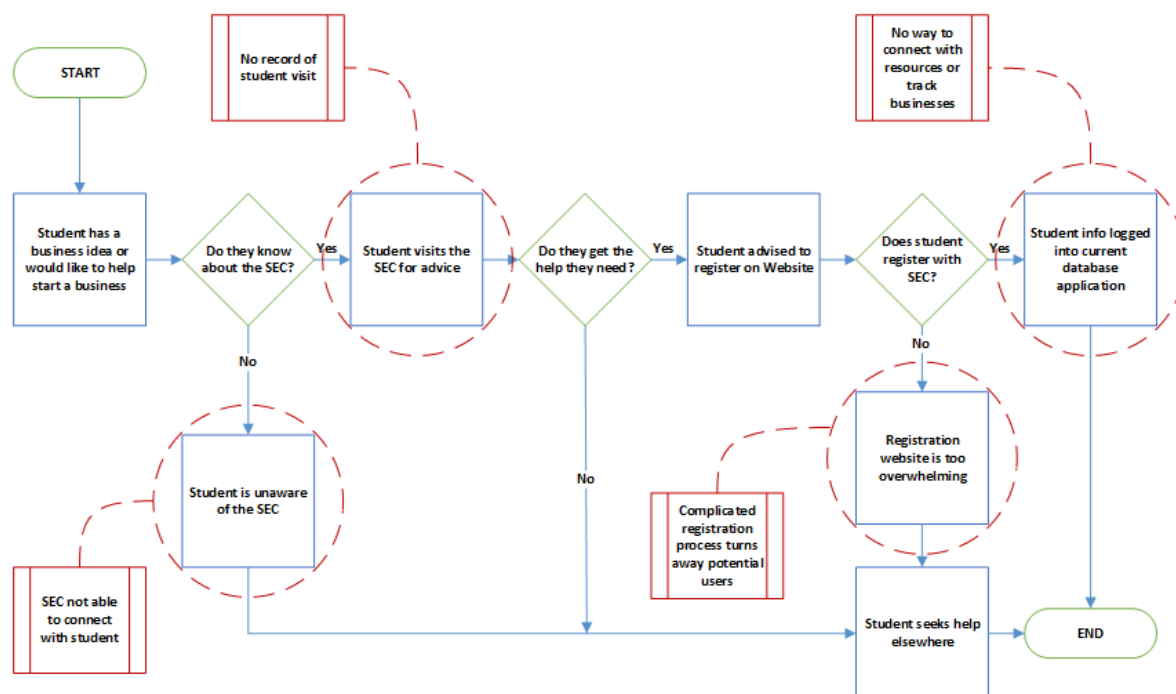 START
No record of
student visit
No way to
connect with
resources or
track
businesses
Student has a
business idea or
would like to help
start a business
Do they know
about the SEC?
Yes
Student visits the
SEC for advice
Do they get the
help they need?
Yes
Student advised to
register on Website
Does student
register with
SEC?
Yes
Student info logged
into current
database
application
No
No
No
Student is unaware
of the SEC
Registration
website is too
overwhelming
Complicated
registration
process turns
away potential
users
SEC not able
to connect
with student
Student seeks help
elsewhere
END